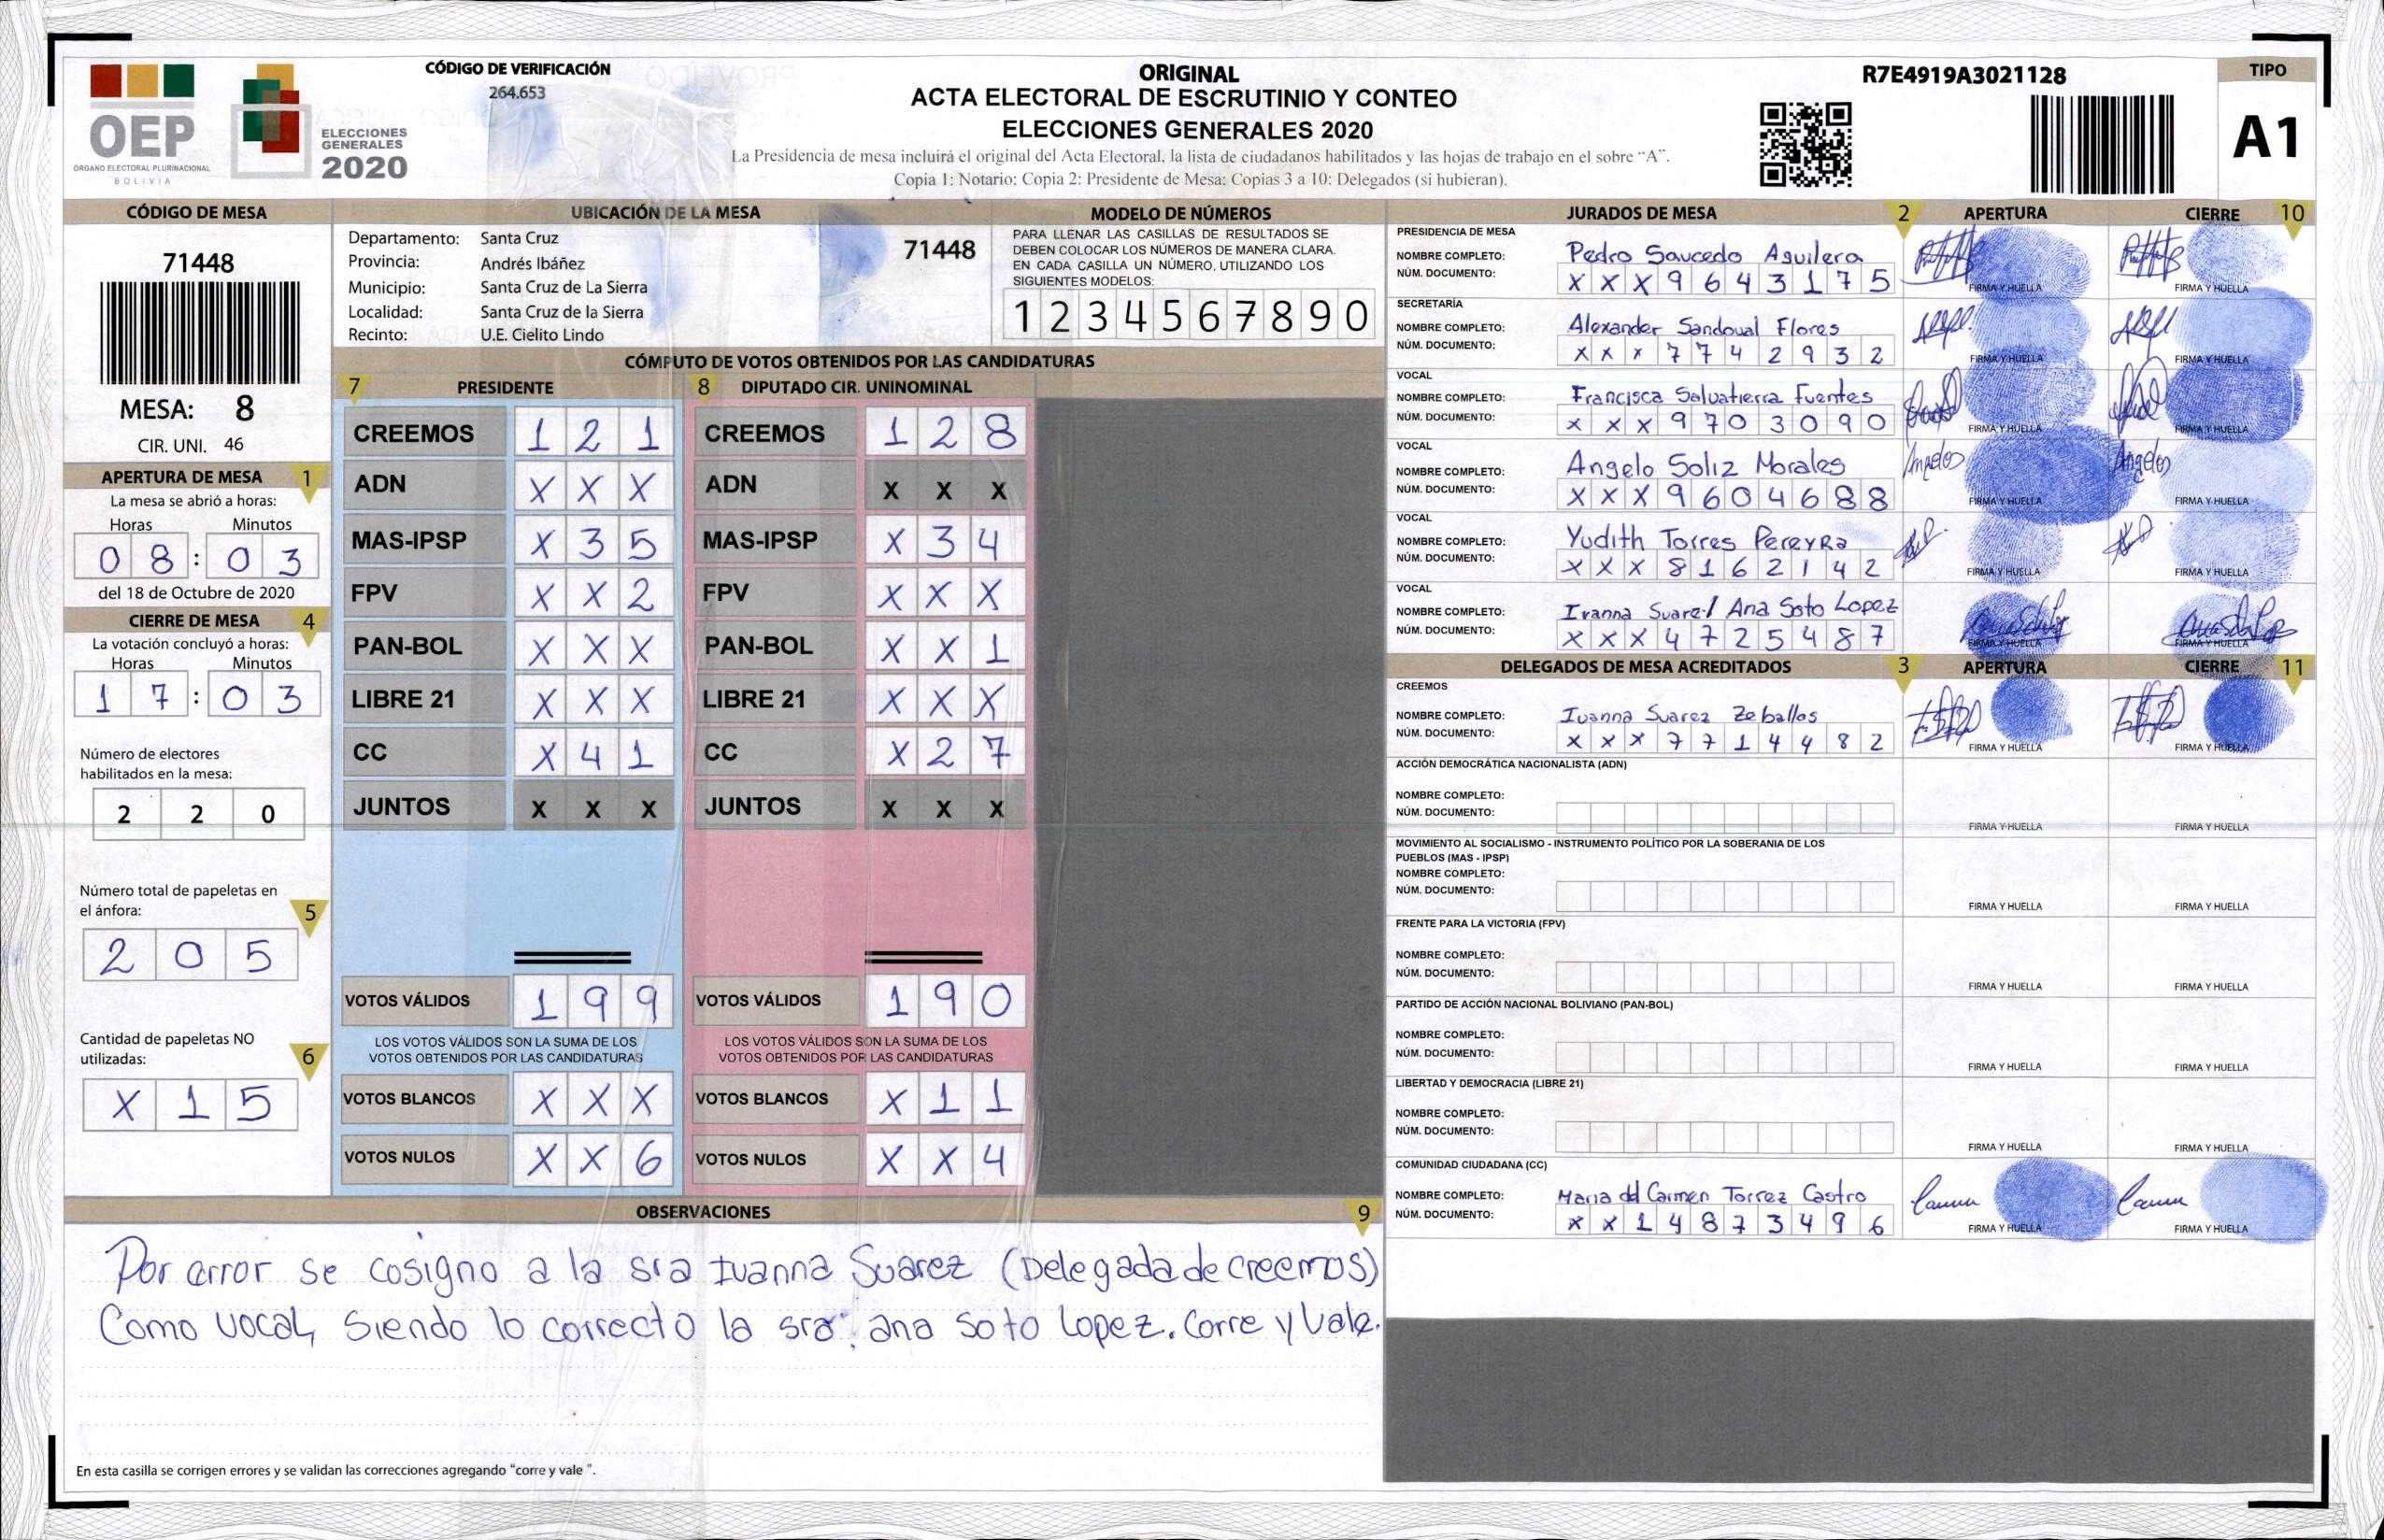 OEP
ÓRGANO ELECTORAL PLURINACIONAL
BOLIVIA
ELECCIONES
GENERALES
2020
CÓDIGO DE VERIFICACIÓN
264.653
ORIGINAL
ACTA ELECTORAL DE ESCRUTINIO Y CONTEO
ELECCIONES GENERALES 2020
La Presidencia de mesa incluirá el original del Acta Electoral, la lista de ciudadanos habilitados y las hojas de trabajo en el sobre "A".
Copia 1: Notario; Copia 2: Presidente de Mesa; Copias 3 a 10: Delegados (si hubieran).
R7E4919A3021128
TIPO
A1
CÓDIGO DE MESA
71448
MESA: 8
CIR. UNI. 46
APERTURA DE MESA 1
La mesa se abrió a horas:
Horas Minutos
0 8 : 0 3
del 18 de Octubre de 2020
CIERRE DE MESA 4
La votación concluyó a horas:
Horas Minutos
1 7 : 0 3
Número de electores
habilitados en la mesa:
2 2 0
Número total de papeletas en
el ánfora:
5
2 0 5
Cantidad de papeletas NO
utilizadas:
6
X 1 5
UBICACIÓN DE LA MESA
Departamento: Santa Cruz
Provincia: Andrés Ibáñez
Municipio: Santa Cruz de La Sierra
Localidad: Santa Cruz de la Sierra
Recinto: U.E. Cielito Lindo
71448
MODELO DE NÚMEROS
PARA LLENAR LAS CASILLAS DE RESULTADOS SE
DEBEN COLOCAR LOS NÚMEROS DE MANERA CLARA.
EN CADA CASILLA UN NÚMERO, UTILIZANDO LOS
SIGUIENTES MODELOS:
1 2 3 4 5 6 7 8 9 0
CÓMPUTO DE VOTOS OBTENIDOS POR LAS CANDIDATURAS
7 PRESIDENTE
CREEMOS 1 2 1
ADN X X X
MAS-IPSP X 3 5
FPV X X 2
PAN-BOL X X X
LIBRE 21 X X X
CC X 4 1
JUNTOS X X X
VOTOS VÁLIDOS 1 9 9
LOS VOTOS VÁLIDOS SON LA SUMA DE LOS
VOTOS OBTENIDOS POR LAS CANDIDATURAS
VOTOS BLANCOS X X X
VOTOS NULOS X X 6
8 DIPUTADO CIR. UNINOMINAL
CREEMOS 1 2 8
ADN X X X
MAS-IPSP X 3 4
FPV X X X
PAN-BOL X X 1
LIBRE 21 X X X
CC X 2 7
JUNTOS X X X
VOTOS VÁLIDOS 1 9 0
LOS VOTOS VÁLIDOS SON LA SUMA DE LOS
VOTOS OBTENIDOS POR LAS CANDIDATURAS
VOTOS BLANCOS X 1 1
VOTOS NULOS X X 4
OBSERVACIONES 9
Por error se cosigno a la sra Ivanna Suarez (Delegada de creemos)
Como vocal, siendo lo correcto la sra, ana soto lopez. Corre y Vale.
En esta casilla se corrigen errores y se validan las correcciones agregando "corre y vale ".
JURADOS DE MESA 2 APERTURA CIERRE 10
PRESIDENCIA DE MESA
NOMBRE COMPLETO: Pedro Saucedo Aguilera
NÚM. DOCUMENTO: X X X 9 6 4 3 1 7 5
FIRMA Y HUELLA FIRMA Y HUELLA
SECRETARÍA
NOMBRE COMPLETO: Alexander Sandoval Flores
NÚM. DOCUMENTO: X X X 7 7 4 2 9 3 2
FIRMA Y HUELLA FIRMA Y HUELLA
VOCAL
NOMBRE COMPLETO: Francisca Salvatierra Fuentes
NÚM. DOCUMENTO: X X X 9 7 0 3 0 9 0
FIRMA Y HUELLA FIRMA Y HUELLA
VOCAL
NOMBRE COMPLETO: Angelo Soliz Morales
NÚM. DOCUMENTO: X X X 9 6 0 4 6 8 8
Angelos Angelos
FIRMA Y HUELLA FIRMA Y HUELLA
VOCAL
NOMBRE COMPLETO: Yudith Torres Pereyra
NÚM. DOCUMENTO: X X X 8 1 6 2 1 4 2
FIRMA Y HUELLA FIRMA Y HUELLA
VOCAL
NOMBRE COMPLETO: Ivanna Suarez/ Ana Soto Lopez
NÚM. DOCUMENTO: X X X 4 7 2 5 4 8 7
FIRMA Y HUELLA FIRMA Y HUELLA
DELEGADOS DE MESA ACREDITADOS 3 APERTURA CIERRE 11
CREEMOS
NOMBRE COMPLETO: Ivanna Suarez Zeballos
NÚM. DOCUMENTO: X X X 7 7 1 4 4 8 2
FIRMA Y HUELLA FIRMA Y HUELLA
ACCIÓN DEMOCRÁTICA NACIONALISTA (ADN)
NOMBRE COMPLETO:
NÚM. DOCUMENTO:
FIRMA Y HUELLA FIRMA Y HUELLA
MOVIMIENTO AL SOCIALISMO - INSTRUMENTO POLÍTICO POR LA SOBERANIA DE LOS
PUEBLOS (MAS - IPSP)
NOMBRE COMPLETO:
NÚM. DOCUMENTO:
FIRMA Y HUELLA FIRMA Y HUELLA
FRENTE PARA LA VICTORIA (FPV)
NOMBRE COMPLETO:
NÚM. DOCUMENTO:
FIRMA Y HUELLA FIRMA Y HUELLA
PARTIDO DE ACCIÓN NACIONAL BOLIVIANO (PAN-BOL)
NOMBRE COMPLETO:
NÚM. DOCUMENTO:
FIRMA Y HUELLA FIRMA Y HUELLA
LIBERTAD Y DEMOCRACIA (LIBRE 21)
NOMBRE COMPLETO:
NÚM. DOCUMENTO:
FIRMA Y HUELLA FIRMA Y HUELLA
COMUNIDAD CIUDADANA (CC)
NOMBRE COMPLETO: Maria del Carmen Torrez Castro
NÚM. DOCUMENTO: X X 1 4 8 7 3 4 9 6
FIRMA Y HUELLA FIRMA Y HUELLA